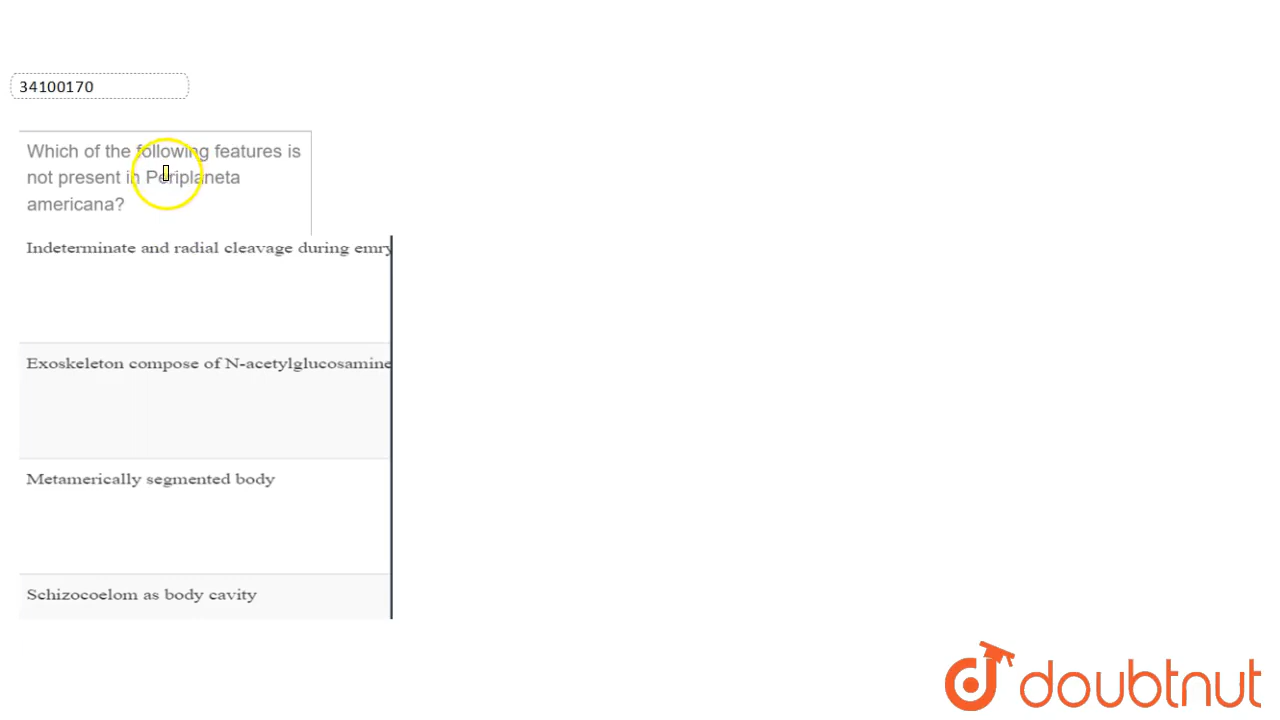 34100170
Which of the following features is
not present in Periplaneta
americana?
Indeterminate and radial cleavage during emry
Exoskeleton compose of N-acetylglucosamine
Metamerically segmented body
Schizocoelom as body cavity
doubtnut